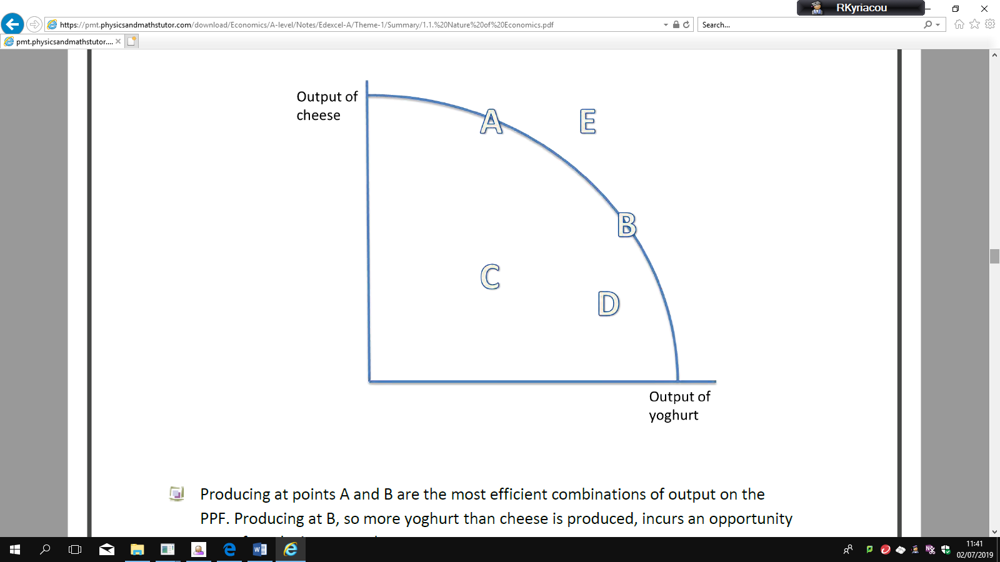 RKyriacou
https://pmt.physicsandmathstutor.com/download/Economics/A-level/Notes/Edexcel-A/Theme-1/Summary/1.1.%20Nature%20of%20Economics.pdf
Search...
pmt.physicsandmathstutor....
Output of
cheese
A
E
B
C
D
Output of
yoghurt
Producing at points A and B are the most efficient combinations of output on the
PPF. Producing at B, so more yoghurt than cheese is produced, incurs an opportunity
11:41
02/07/2019